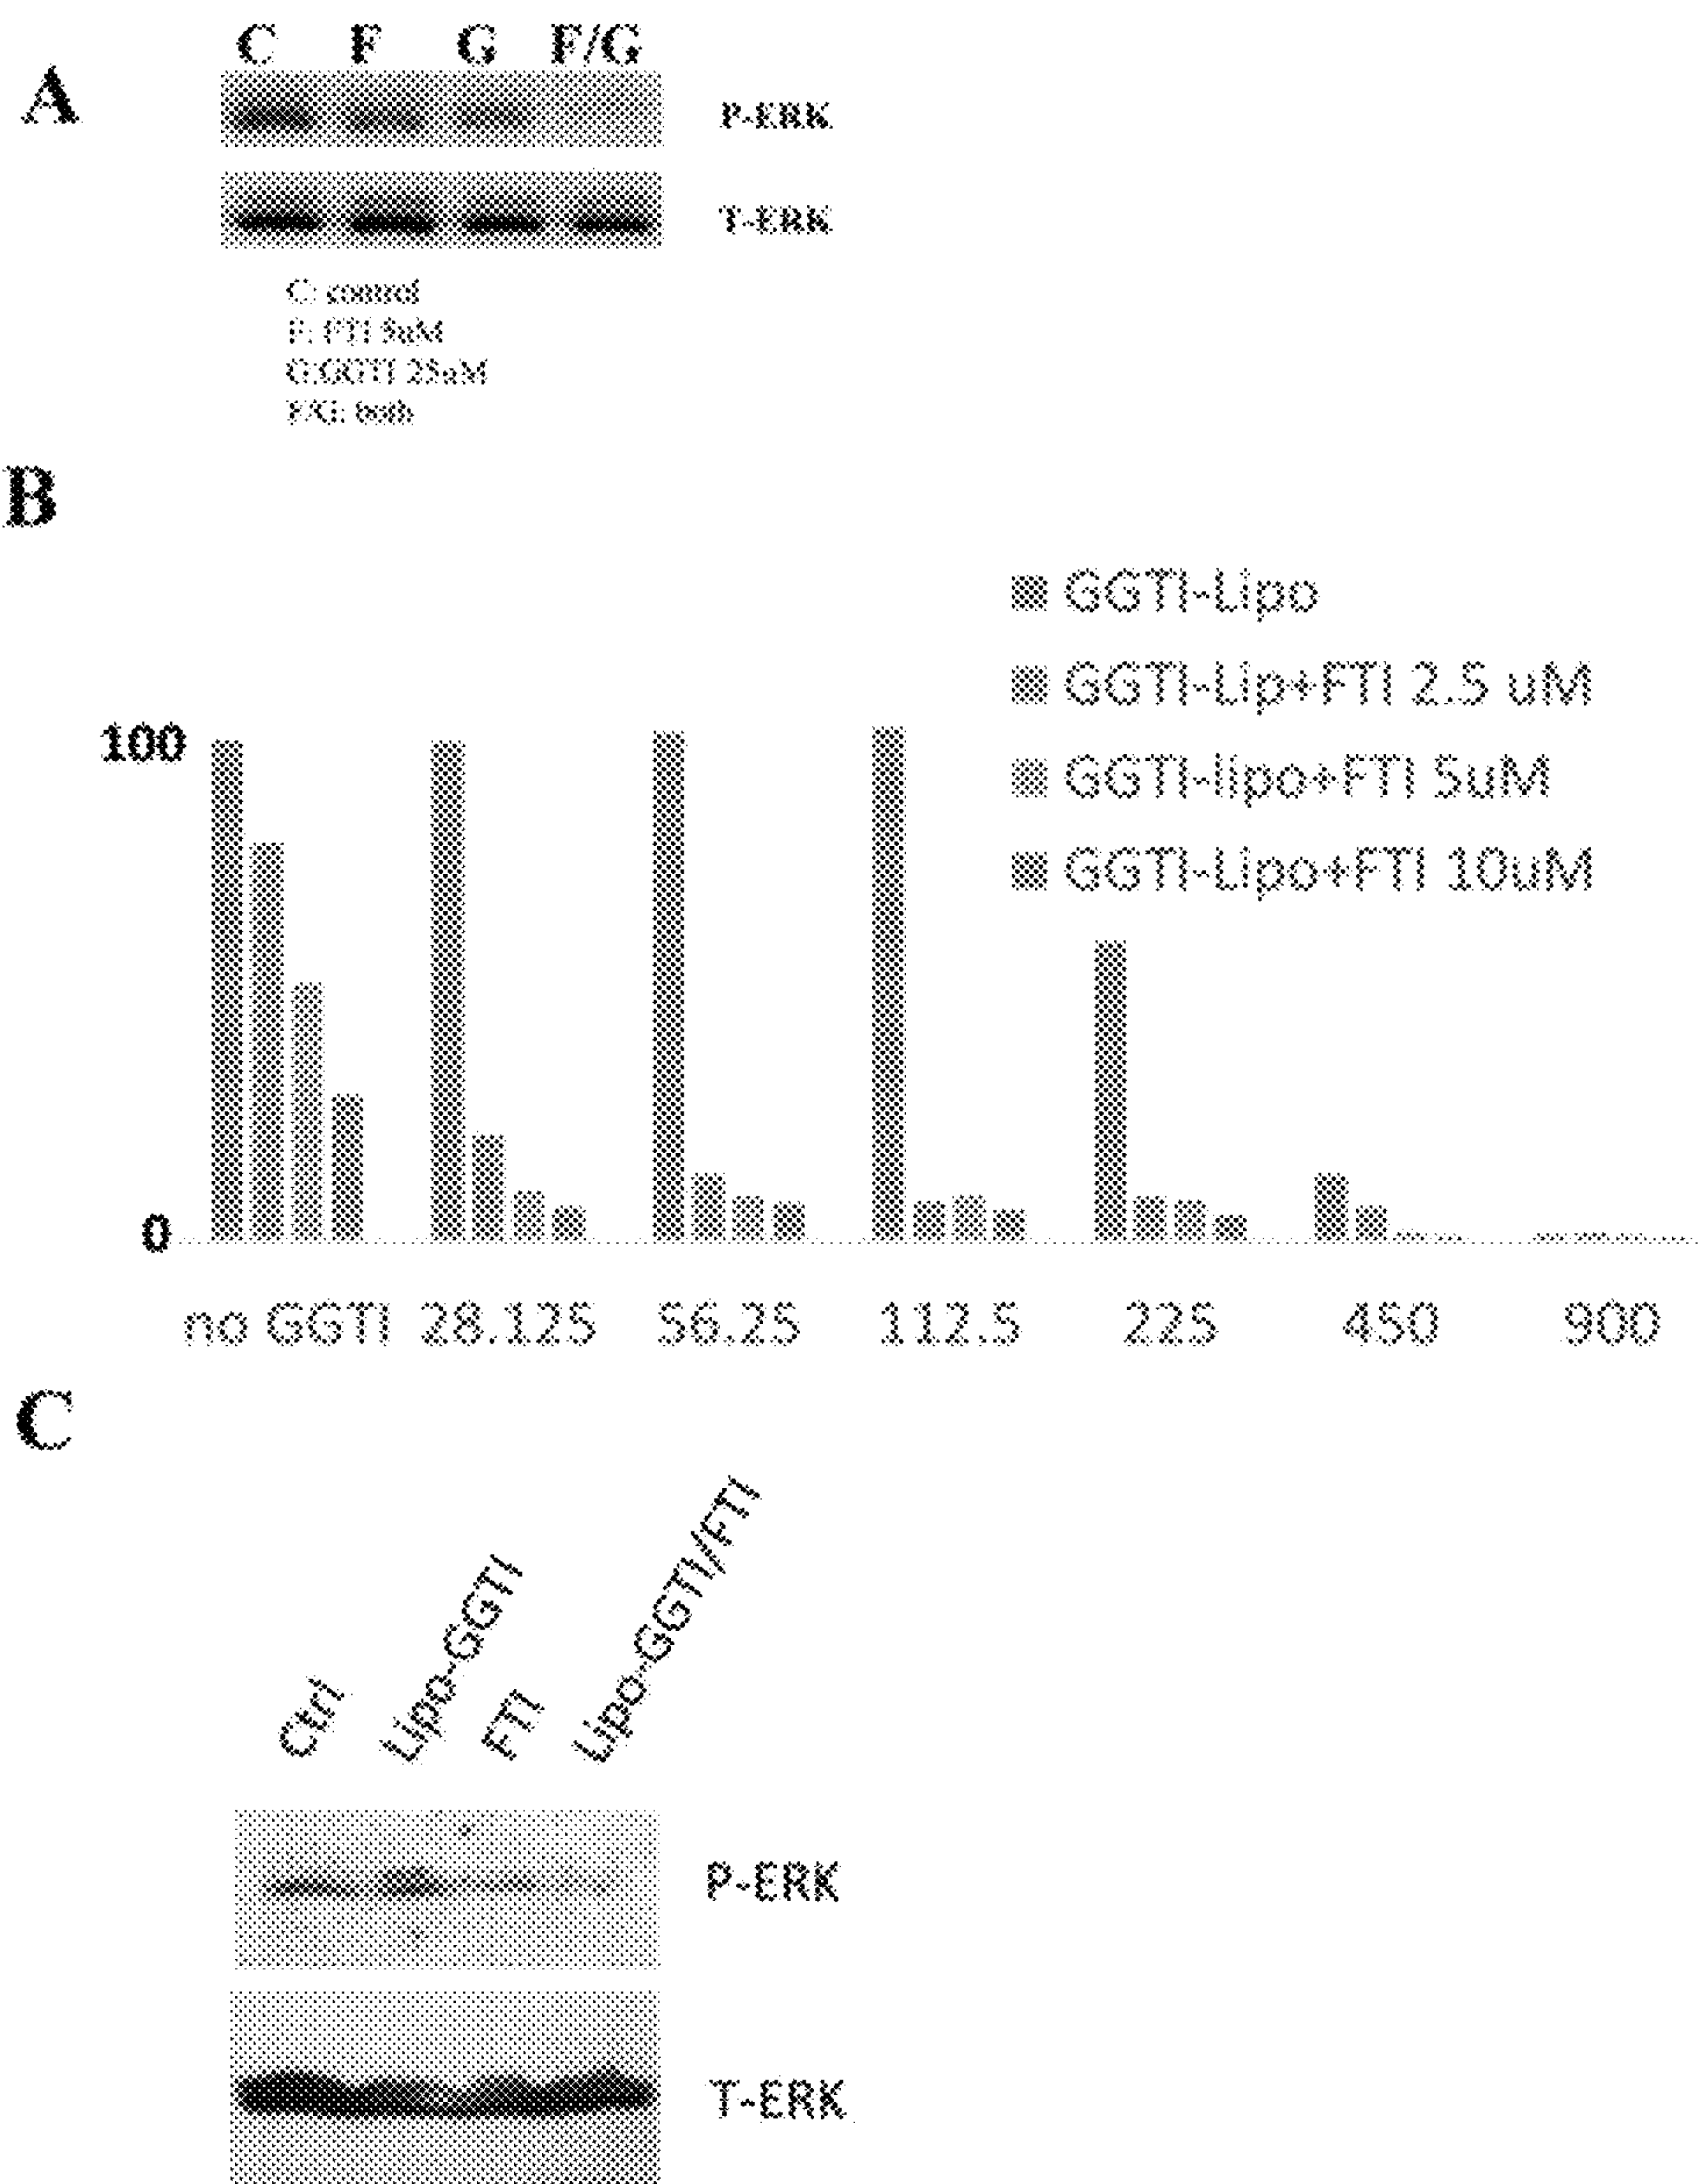 A
C F G F/G
P-ERK
T-ERK
C: control
F: FTI 5uM
G:GGTI 25uM
F/G: both
B
GGTI-Lipo
GGTI-Lip+FTI 2.5 uM
GGTI-lipo+FTI 5uM
GGTI-Lipo+FTI 10uM
100
0
no GGTI 28.125 56.25 112.5 225 450 900
C
Ctrl Lipo-GGTI FTI Lipo-GGTI/FTI
P-ERK
T-ERK